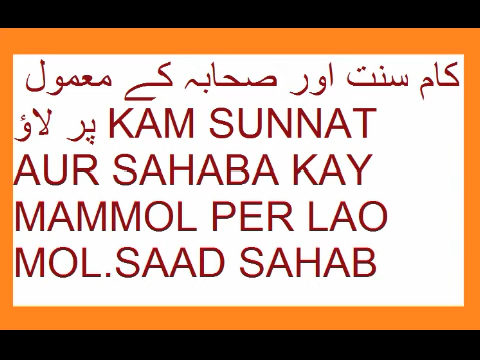 کام سنت اور صحابہ کے معمول
پر لاؤ KAM SUNNAT
AUR SAHABA KAY
MAMMOL PER LAO
MOL.SAAD SAHAB